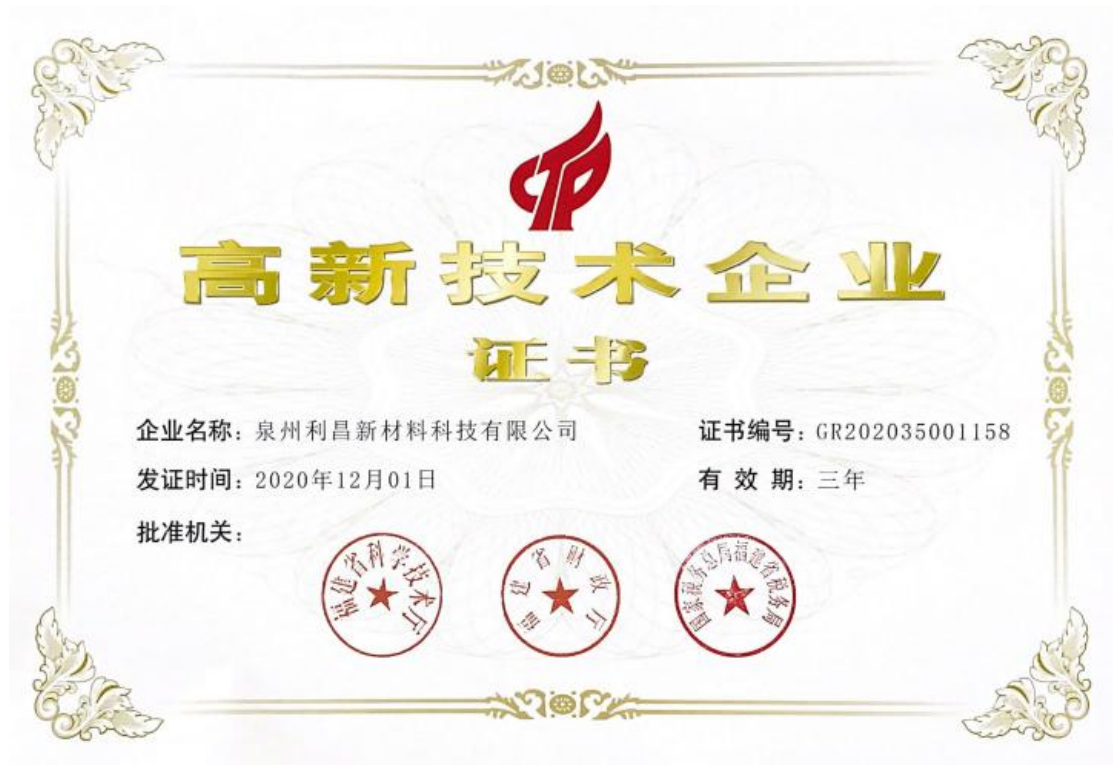 高新技术企业
证书
企业名称：泉州利昌新材料科技有限公司
证书编号：GR202035001158
发证时间：2020年12月01日
有 效 期：三年
批准机关：
福建省科学技术厅
福建省财政厅
国家税务总局福建省税务局